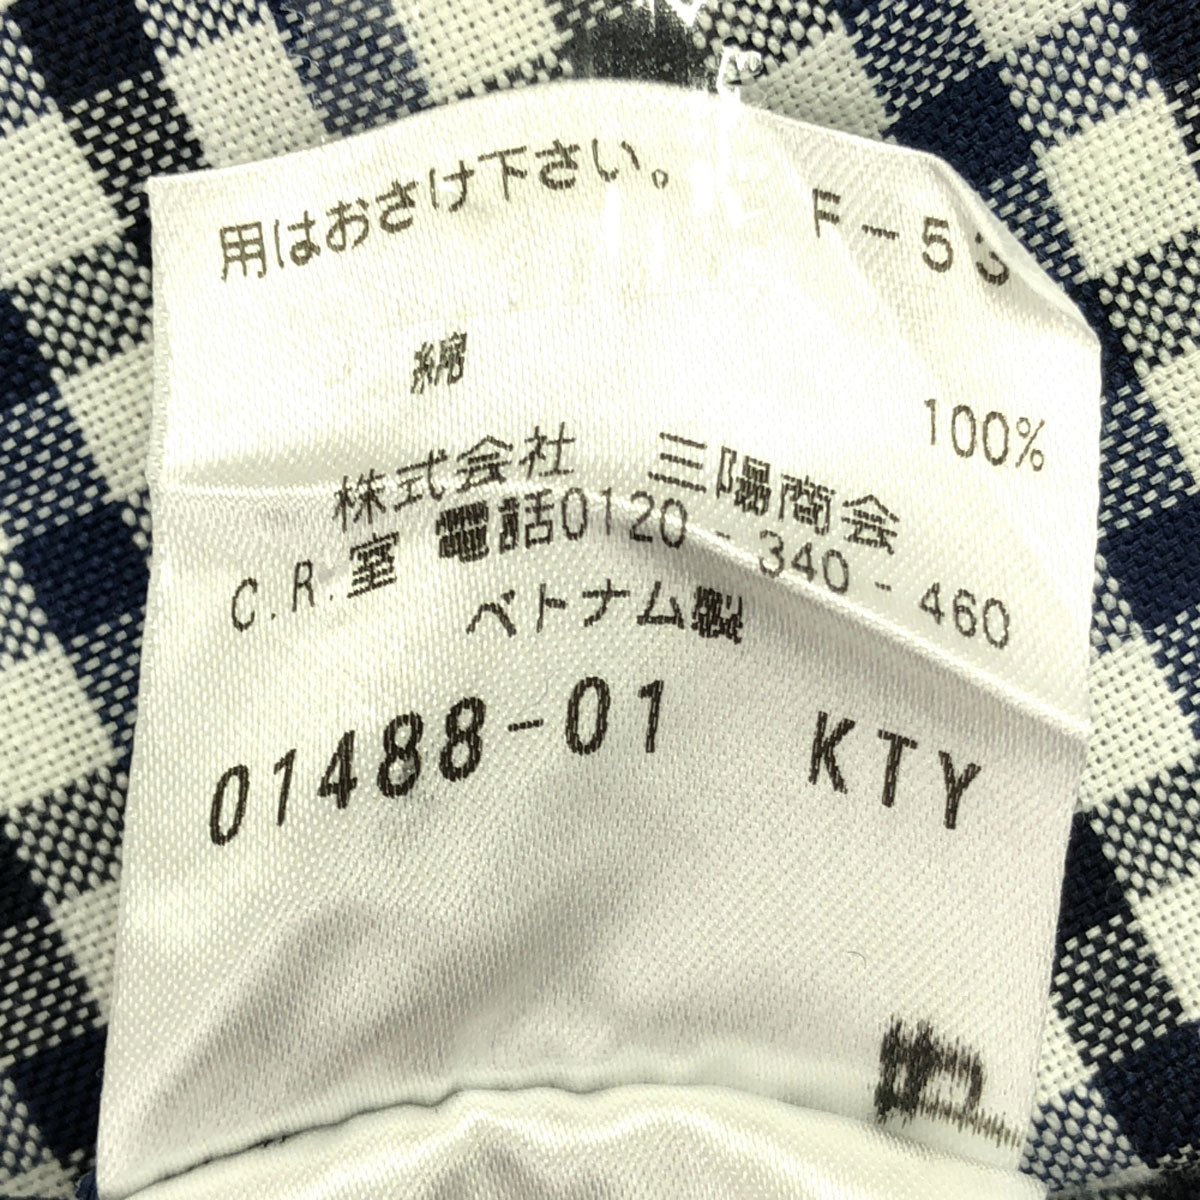 用はおさけ下さい。
F-53
綿 100%
株式会社 三陽商会
C.R.室 電話0120-340-460
ベトナム製
01488-01 KTY